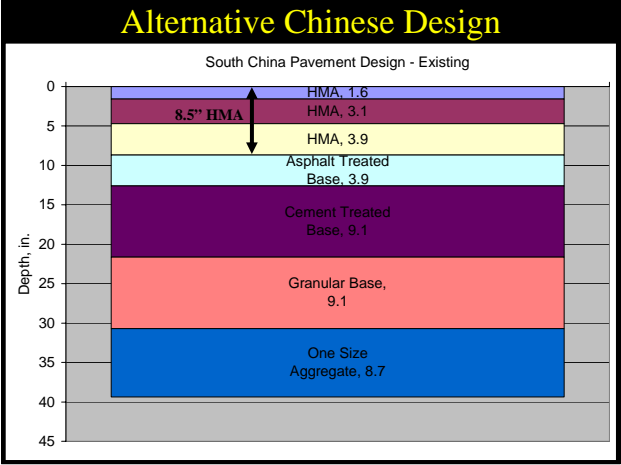 Alternative Chinese Design
South China Pavement Design - Existing
0
5
10
15
20
25
30
35
40
45
Depth, in.
8.5” HMA
HMA, 1.6
HMA, 3.1
HMA, 3.9
Asphalt Treated
Base, 3.9
Cement Treated
Base, 9.1
Granular Base,
9.1
One Size
Aggregate, 8.7